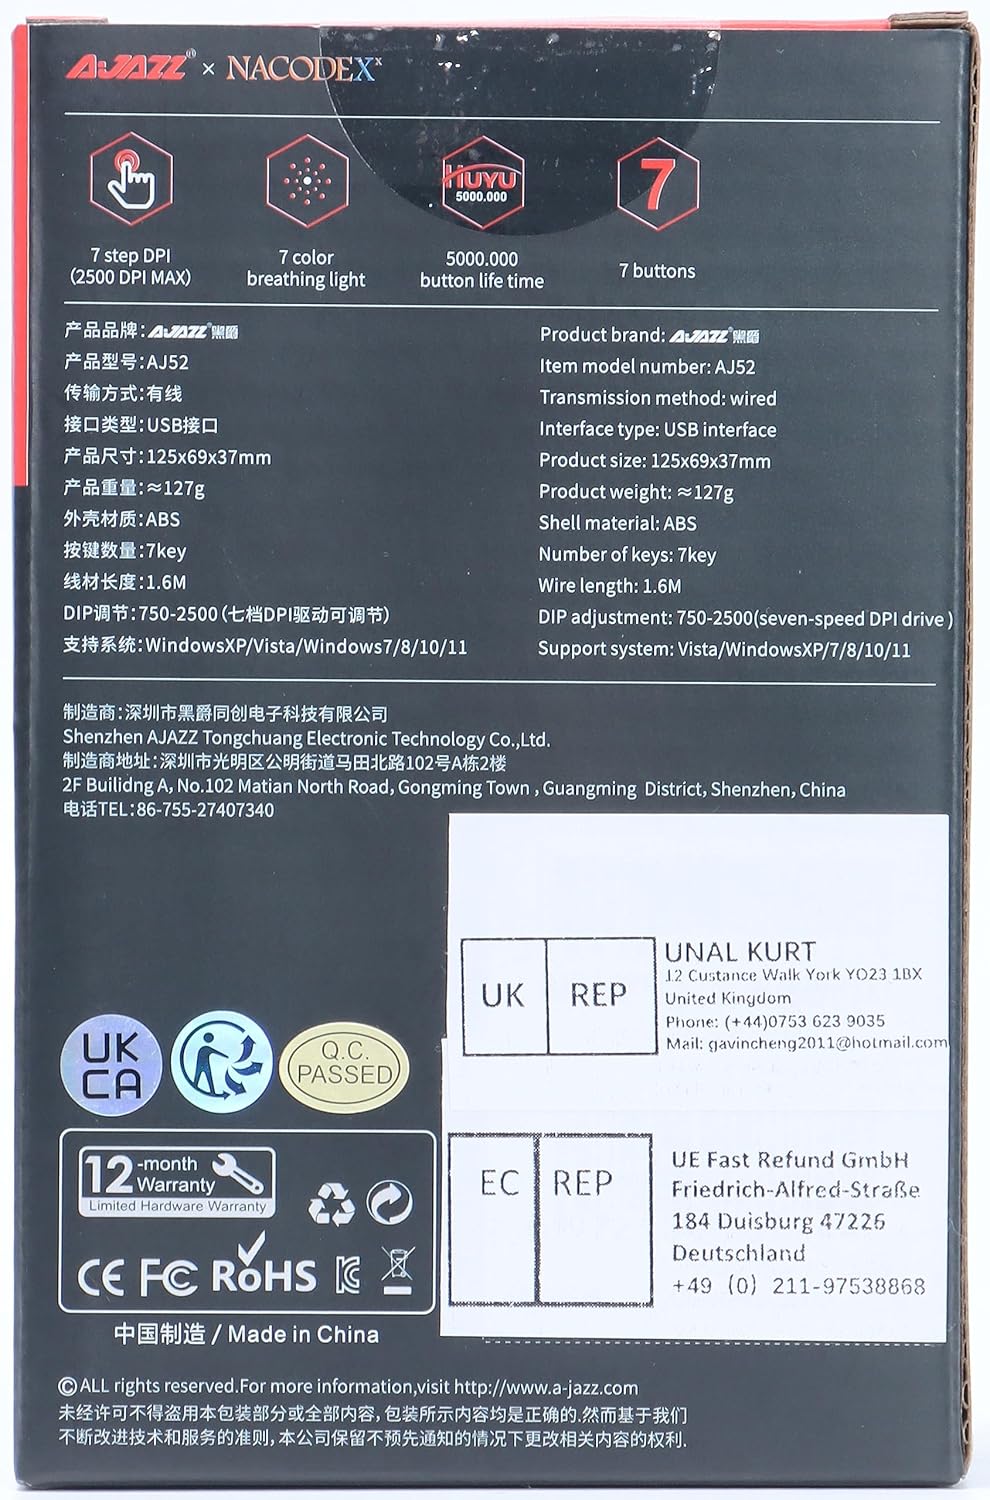 A·JAZZ® × NACODEX
7 step DPI
(2500 DPI MAX)
7 color
breathing light
HUYU
5000.000
5000.000
button life time
7
7 buttons
产品品牌:A·JAZZ®黑爵
产品型号:AJ52
传输方式:有线
接口类型:USB接口
产品尺寸:125x69x37mm
产品重量:≈127g
外壳材质:ABS
按键数量:7key
线材长度:1.6M
DIP调节:750-2500(七档DPI驱动可调节)
支持系统:WindowsXP/Vista/Windows7/8/10/11
Product brand: A·JAZZ®黑爵
Item model number: AJ52
Transmission method: wired
Interface type: USB interface
Product size: 125x69x37mm
Product weight: ≈127g
Shell material: ABS
Number of keys: 7key
Wire length: 1.6M
DIP adjustment: 750-2500(seven-speed DPI drive )
Support system: Vista/WindowsXP/7/8/10/11
制造商:深圳市黑爵同创电子科技有限公司
Shenzhen AJAZZ Tongchuang Electronic Technology Co.,Ltd.
制造商地址:深圳市光明区公明街道马田北路102号A栋2楼
2F Builidng A, No.102 Matian North Road, Gongming Town , Guangming District, Shenzhen, China
电话TEL:86-755-27407340
UK REP
UNAL KURT
12 Custance Walk York YO23 1BX
United Kingdom
Phone: (+44)0753 623 9035
Mail: gavincheng2011@hotmail.com
UK
CA
Q.C.
PASSED
EC REP
UE Fast Refund GmbH
Friedrich-Alfred-Straße
184 Duisburg 47226
Deutschland
+49 (0) 211-97538868
12-month
Warranty
Limited Hardware Warranty
CE FC RoHS
中国制造 / Made in China
©ALL rights reserved.For more information,visit http://www.a-jazz.com
未经许可不得盗用本包装部分或全部内容, 包装所示内容均是正确的.然而基于我们
不断改进技术和服务的准则, 本公司保留不预先通知的情况下更改相关内容的权利.